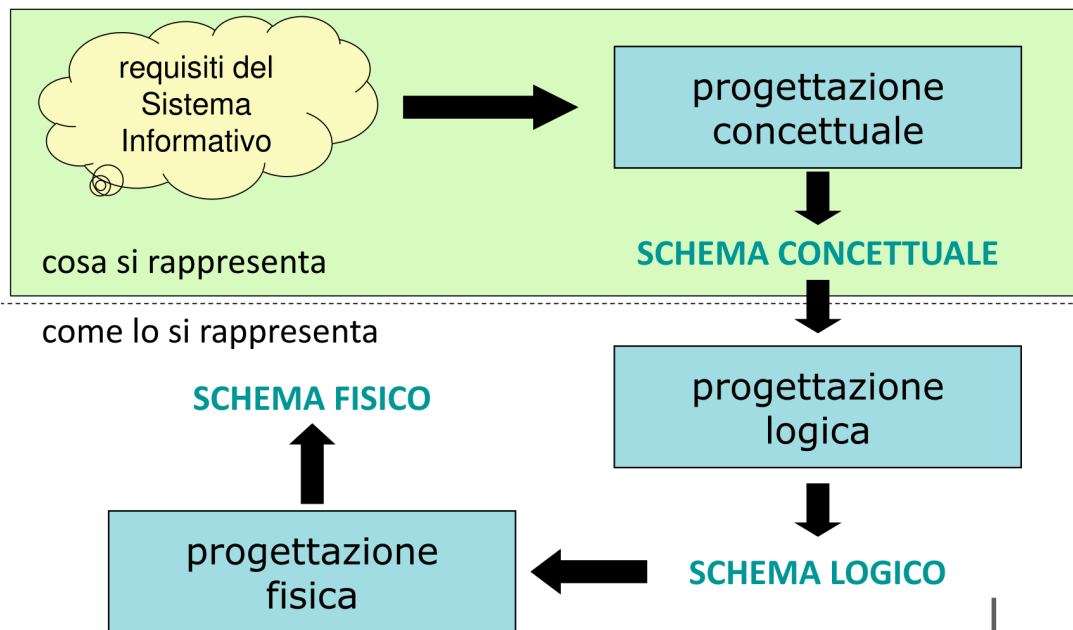 requisiti del
Sistema
Informativo
progettazione
concettuale
cosa si rappresenta
SCHEMA CONCETTUALE
come lo si rappresenta
SCHEMA FISICO
progettazione
logica
progettazione
fisica
SCHEMA LOGICO